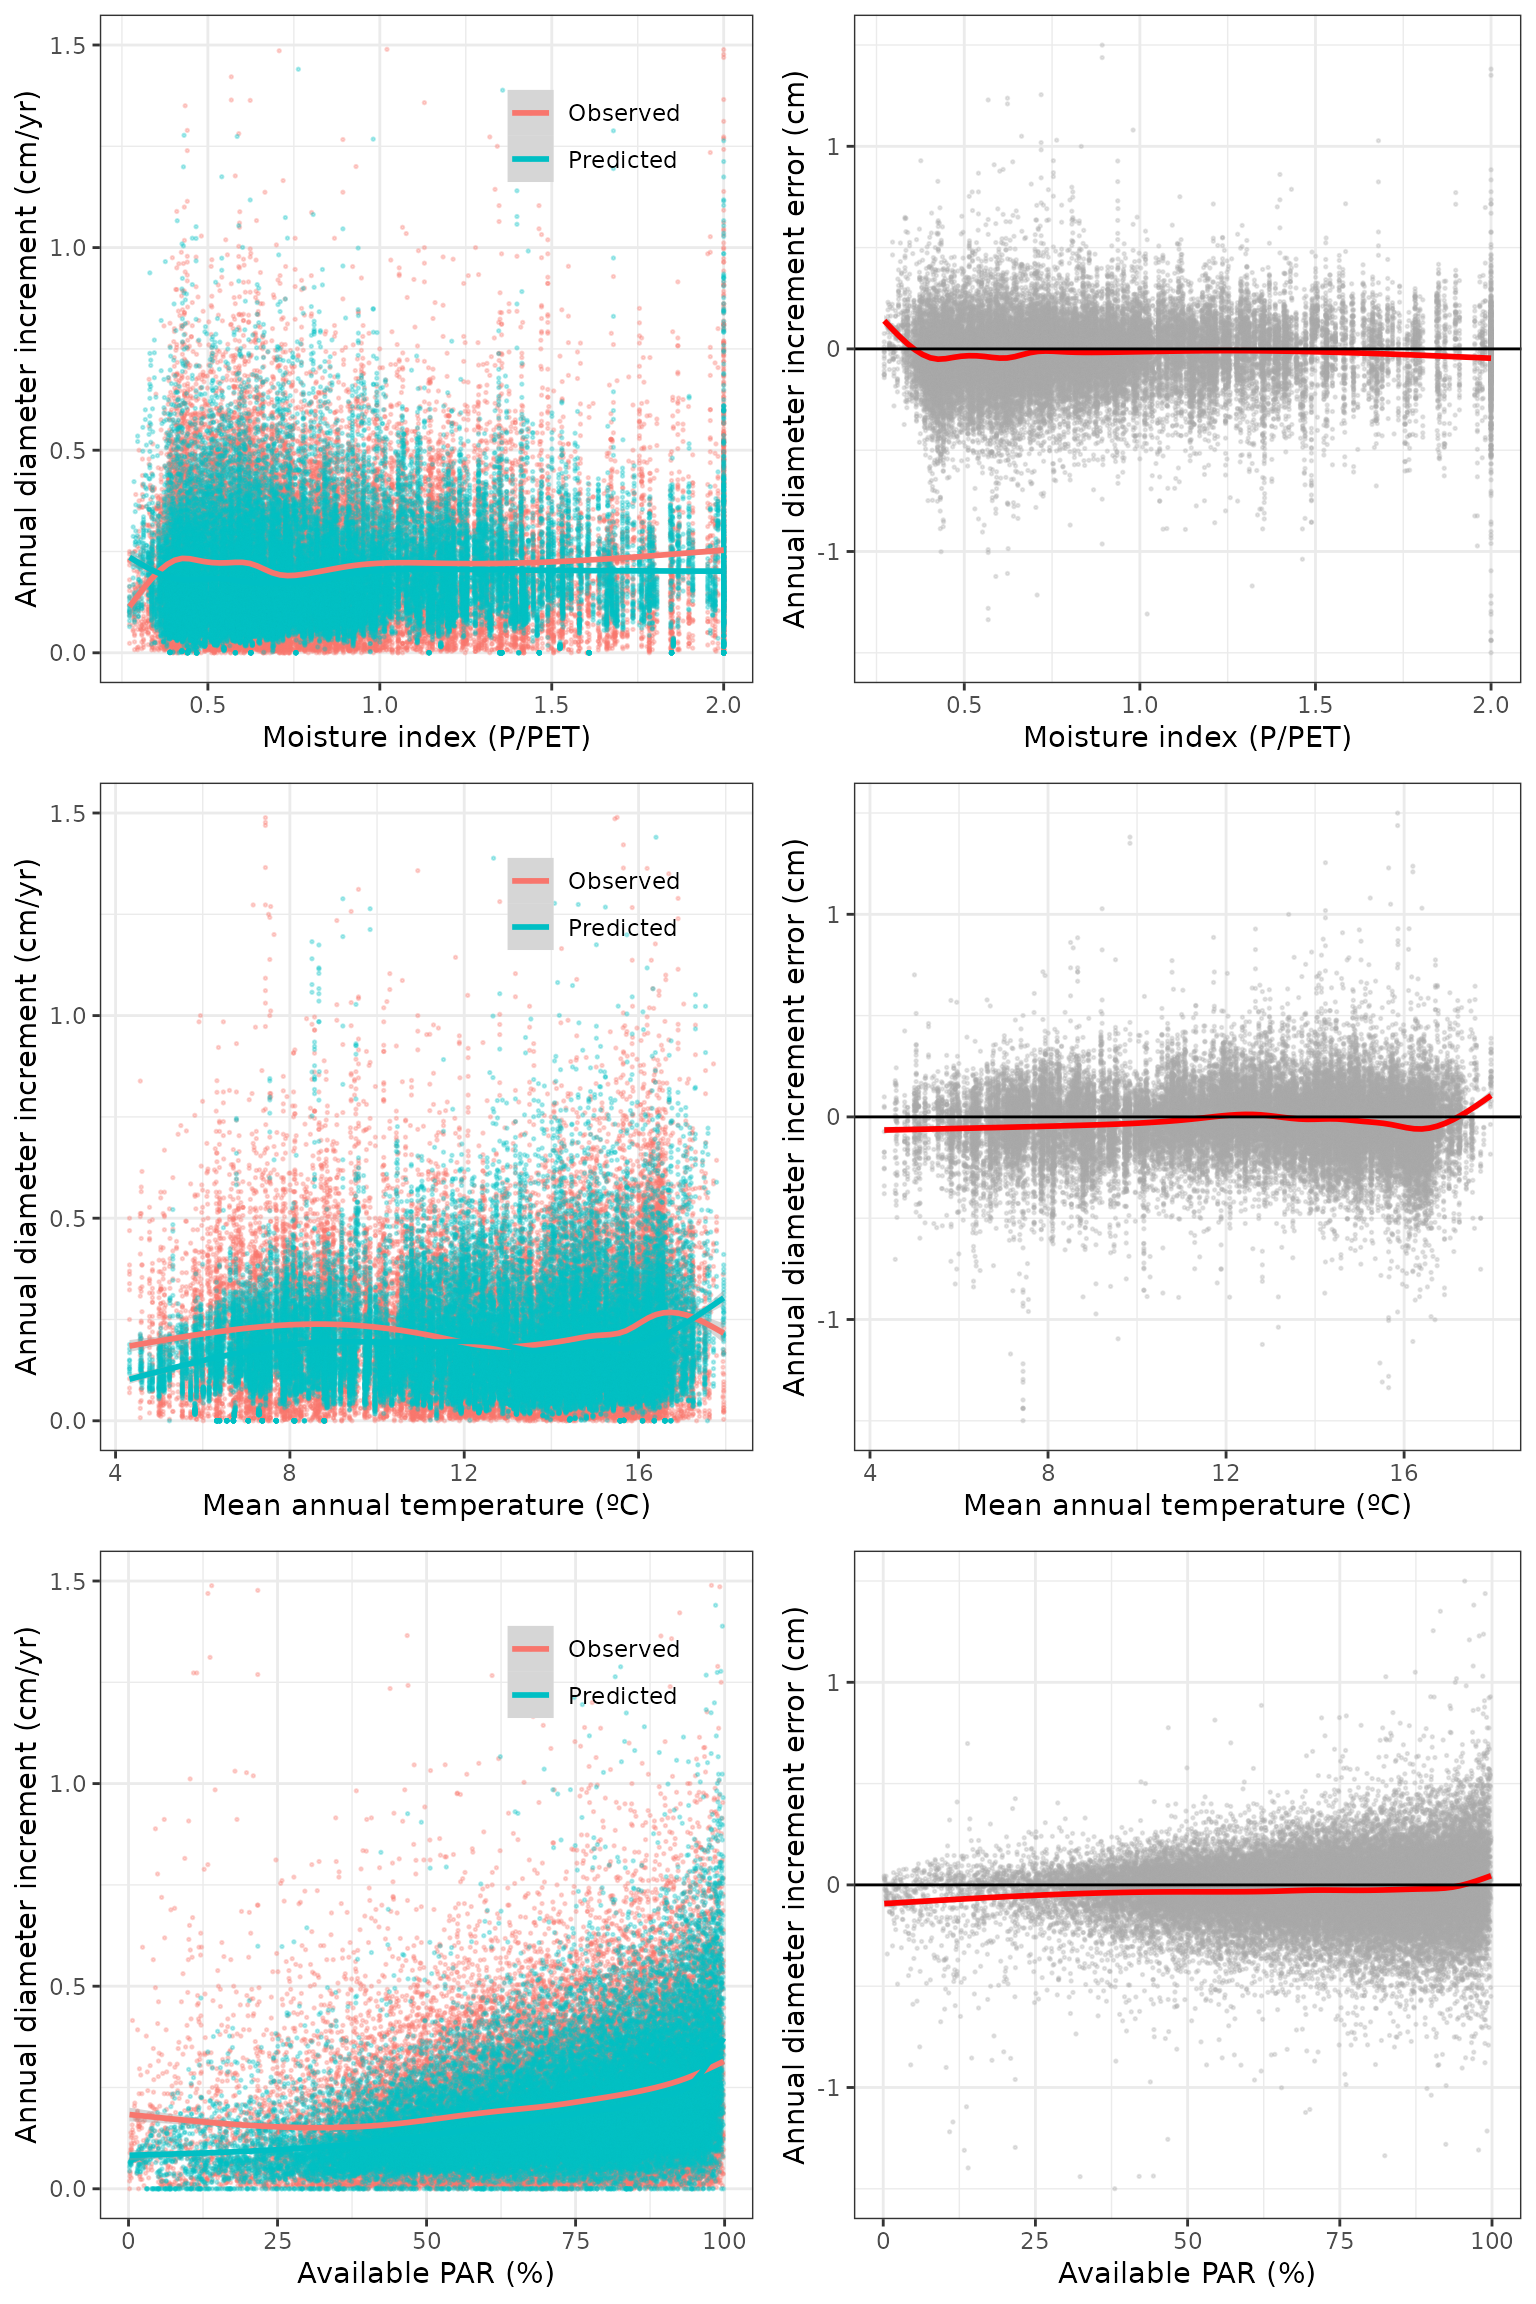 Annual diameter increment (cm/yr)
1.5
1.0
0.5
0.0
Observed
Predicted
0.5 1.0 1.5 2.0
Moisture index (P/PET)
Annual diameter increment error (cm)
1
0
-1
0.5 1.0 1.5 2.0
Moisture index (P/PET)
Annual diameter increment (cm/yr)
1.5
1.0
0.5
0.0
Observed
Predicted
4 8 12 16
Mean annual temperature (ºC)
Annual diameter increment error (cm)
1
0
-1
4 8 12 16
Mean annual temperature (ºC)
Annual diameter increment (cm/yr)
1.5
1.0
0.5
0.0
Observed
Predicted
0 25 50 75 100
Available PAR (%)
Annual diameter increment error (cm)
1
0
-1
0 25 50 75 100
Available PAR (%)